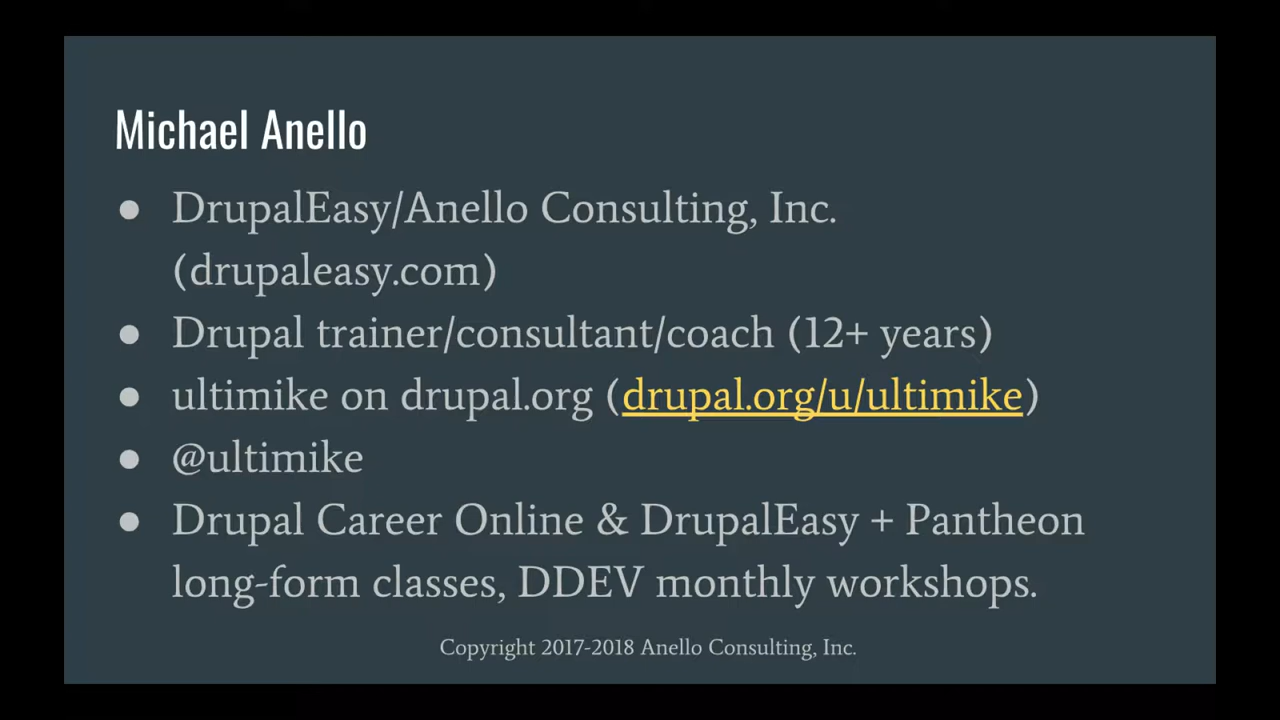 Michael Anello
● DrupalEasy/Anello Consulting, Inc.
(drupaleasy.com)
● Drupal trainer/consultant/coach (12+ years)
● ultimike on drupal.org (drupal.org/u/ultimike)
● @ultimike
● Drupal Career Online & DrupalEasy + Pantheon
long-form classes, DDEV monthly workshops.
Copyright 2017-2018 Anello Consulting, Inc.